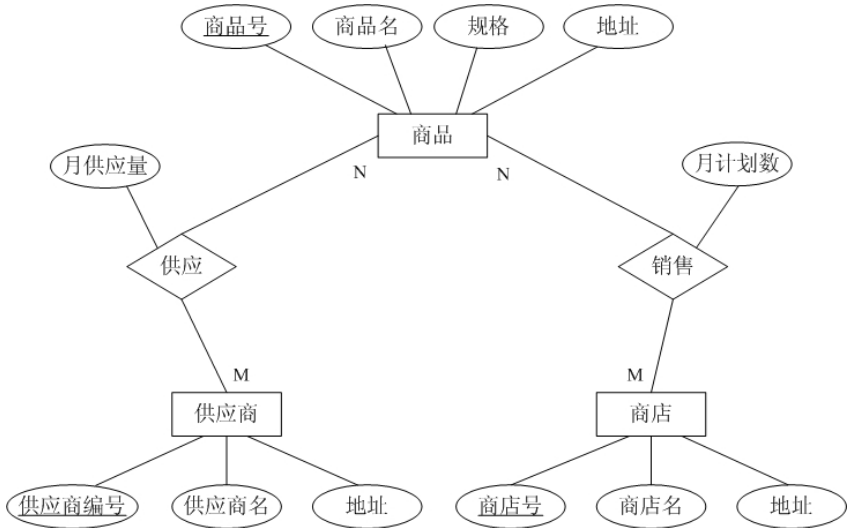 商品号 商品名 规格 地址
商品
月供应量 月计划数
N N
供应 销售
M M
供应商 商店
供应商编号 供应商名 地址 商店号 商店名 地址